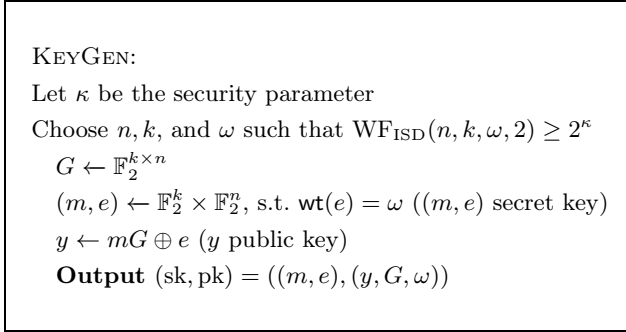 KEYGEN:
Let κ be the security parameter
Choose n, k, and ω such that WF_ISD(n, k, ω, 2) ≥ 2^κ
G ← 𝔽_2^{k×n}
(m, e) ← 𝔽_2^k × 𝔽_2^n, s.t. wt(e) = ω ((m, e) secret key)
y ← mG ⊕ e (y public key)
Output (sk, pk) = ((m, e), (y, G, ω))